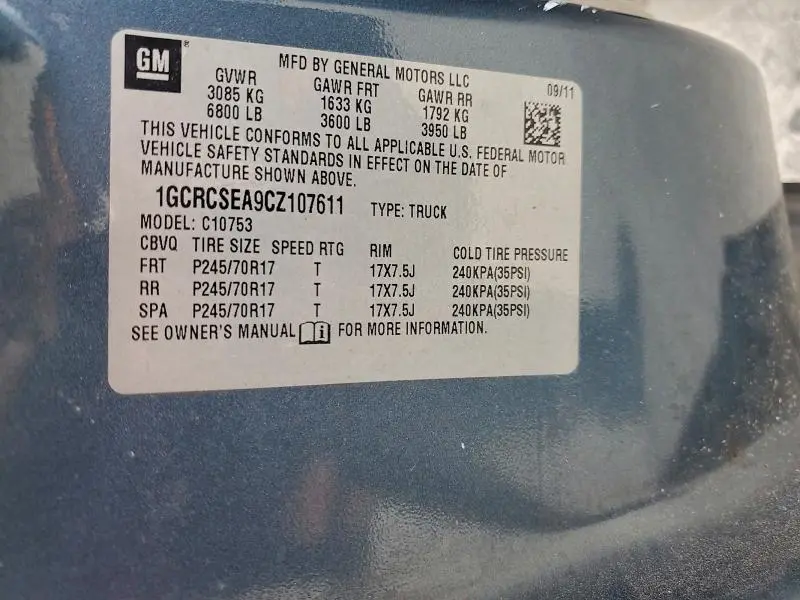 GM®
MFD BY GENERAL MOTORS LLC
GVWR GAWR FRT GAWR RR 09/11
3085 KG 1633 KG 1792 KG
6800 LB 3600 LB 3950 LB
THIS VEHICLE CONFORMS TO ALL APPLICABLE U.S. FEDERAL MOTOR
VEHICLE SAFETY STANDARDS IN EFFECT ON THE DATE OF
MANUFACTURE SHOWN ABOVE.
1GCRCSEA9CZ107611 TYPE: TRUCK
MODEL: C10753
CBVQ TIRE SIZE SPEED RTG RIM COLD TIRE PRESSURE
FRT P245/70R17 T 17X7.5J 240KPA(35PSI)
RR P245/70R17 T 17X7.5J 240KPA(35PSI)
SPA P245/70R17 T 17X7.5J 240KPA(35PSI)
SEE OWNER'S MANUAL FOR MORE INFORMATION.